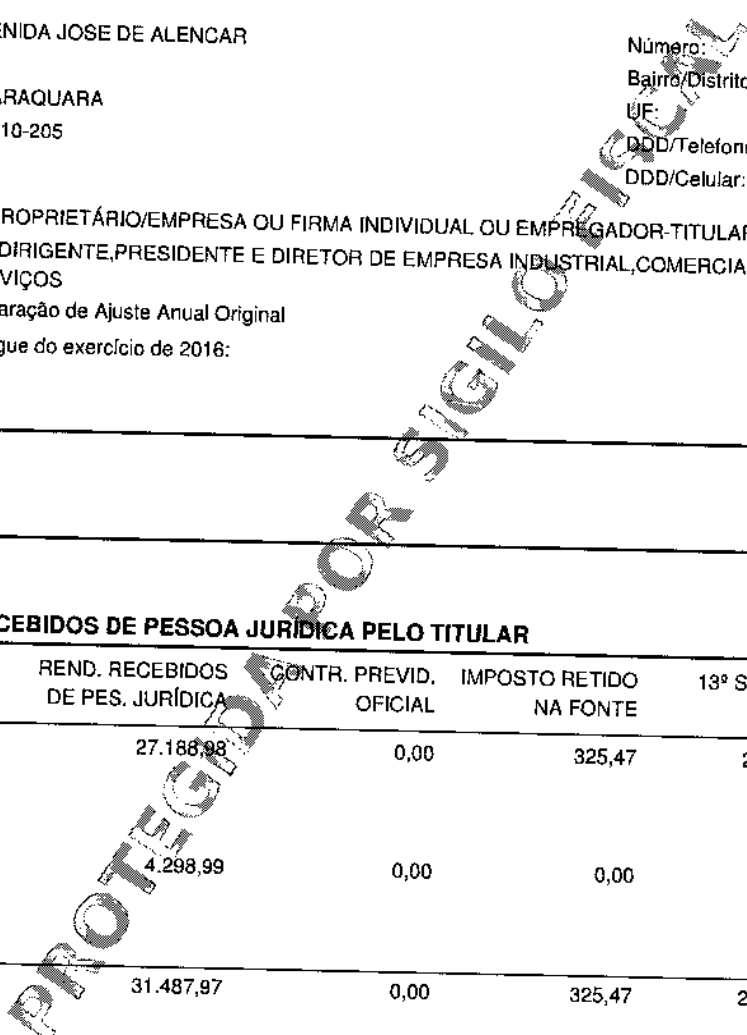 ENIDA JOSE DE ALENCAR
Número:
Bairro/Distrito
ARAQUARA
UF:
10-205
DDD/Telefon
DDD/Celular:
ROPRIETÁRIO/EMPRESA OU FIRMA INDIVIDUAL OU EMPREGADOR-TITULAR
DIRIGENTE,PRESIDENTE E DIRETOR DE EMPRESA INDUSTRIAL,COMERCIA
VIÇOS
aração de Ajuste Anual Original
gue do exercício de 2016:
PROTEGIDA POR SIGILO FISCAL
CEBIDOS DE PESSOA JURÍDICA PELO TITULAR
REND. RECEBIDOS CONTR. PREVID. IMPOSTO RETIDO 13º S
DE PES. JURÍDICA OFICIAL NA FONTE
27.188,98 0,00 325,47 2
4.298,99 0,00 0,00
31.487,97 0,00 325,47 2